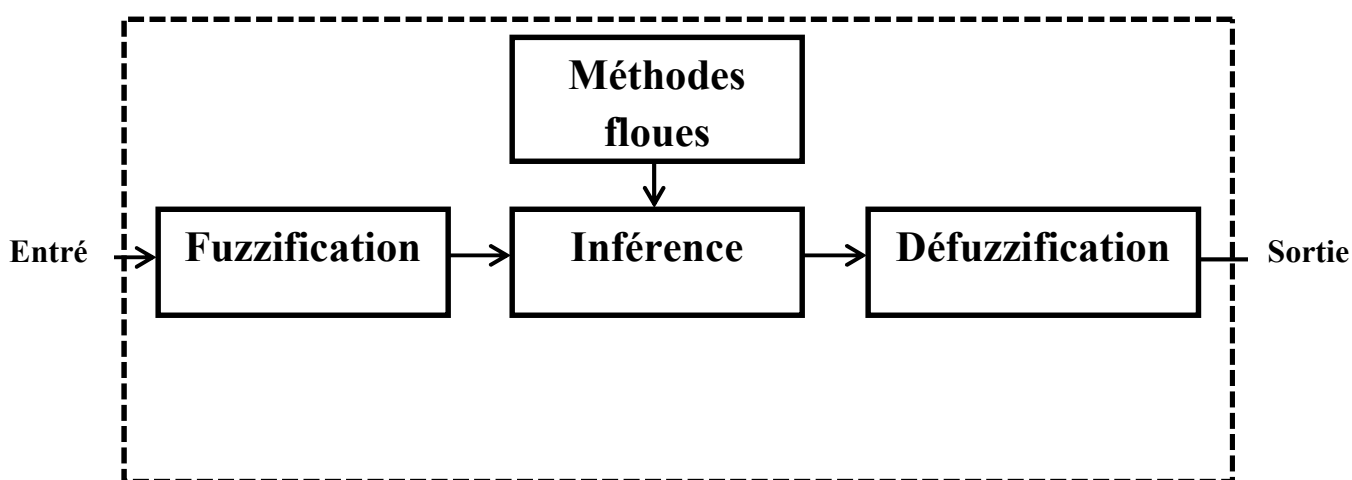 Méthodes
floues
Entré
Fuzzification
Inférence
Défuzzification
Sortie